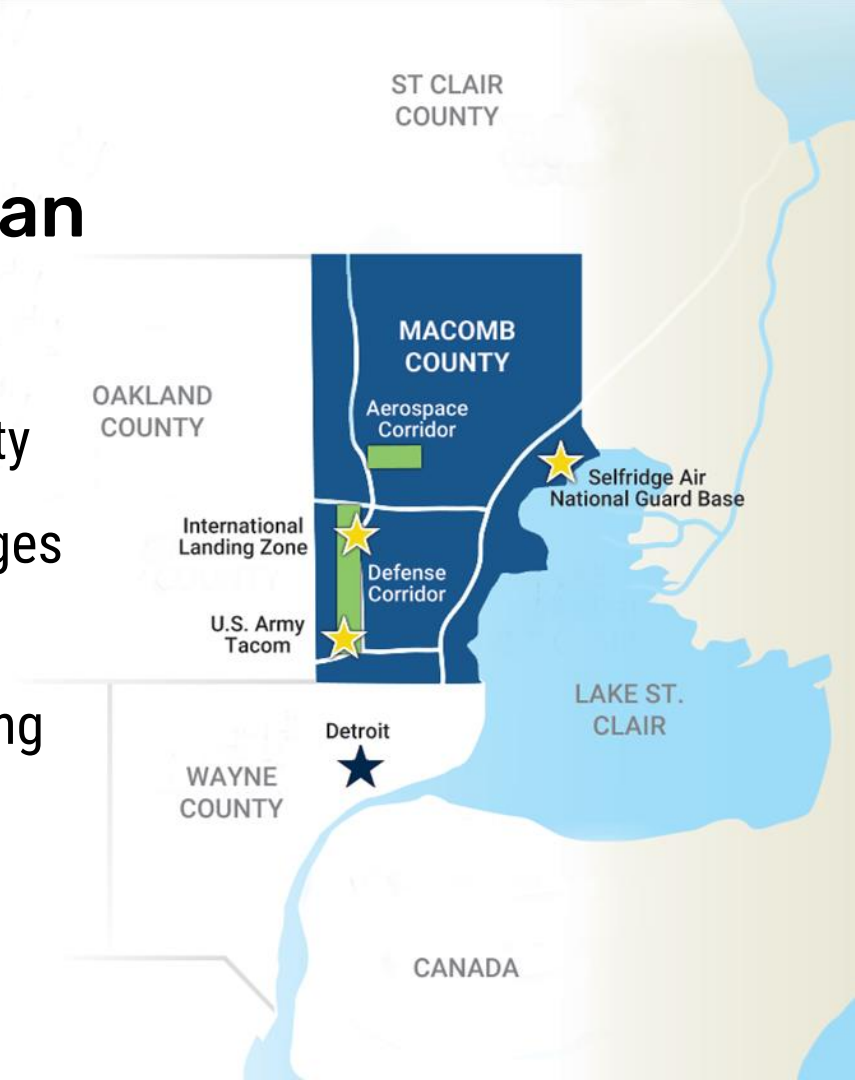 ST CLAIR
COUNTY
an
MACOMB
COUNTY
OAKLAND
COUNTY
Aerospace
Corridor
ty
Selfridge Air
National Guard Base
International
Landing Zone
ges
Defense
Corridor
U.S. Army
Tacom
LAKE ST.
CLAIR
ng
Detroit
WAYNE
COUNTY
CANADA